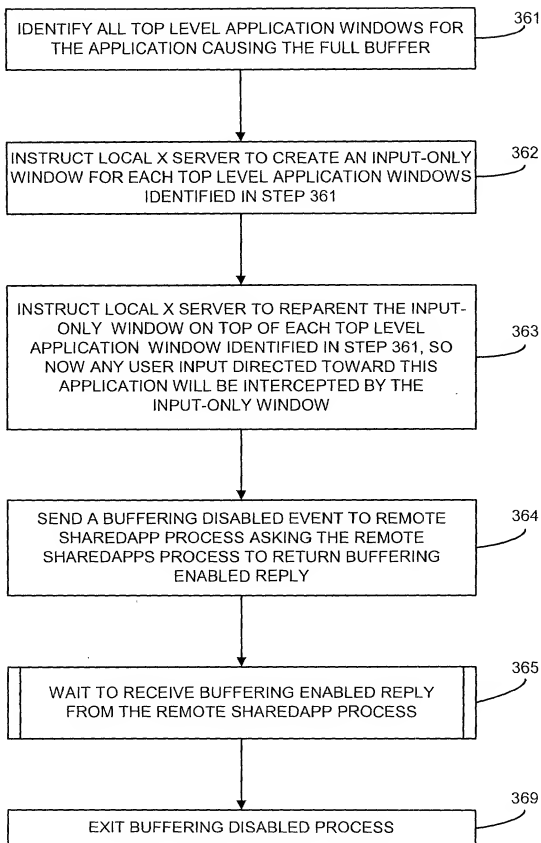 IDENTIFY ALL TOP LEVEL APPLICATION WINDOWS FOR
THE APPLICATION CAUSING THE FULL BUFFER
361
INSTRUCT LOCAL X SERVER TO CREATE AN INPUT-ONLY
WINDOW FOR EACH TOP LEVEL APPLICATION WINDOWS
IDENTIFIED IN STEP 361
362
INSTRUCT LOCAL X SERVER TO REPARENT THE INPUT-
ONLY WINDOW ON TOP OF EACH TOP LEVEL
APPLICATION WINDOW IDENTIFIED IN STEP 361, SO
NOW ANY USER INPUT DIRECTED TOWARD THIS
APPLICATION WILL BE INTERCEPTED BY THE
INPUT-ONLY WINDOW
363
SEND A BUFFERING DISABLED EVENT TO REMOTE
SHAREDAPP PROCESS ASKING THE REMOTE
SHAREDAPPS PROCESS TO RETURN BUFFERING
ENABLED REPLY
364
WAIT TO RECEIVE BUFFERING ENABLED REPLY
FROM THE REMOTE SHAREDAPP PROCESS
365
EXIT BUFFERING DISABLED PROCESS
369